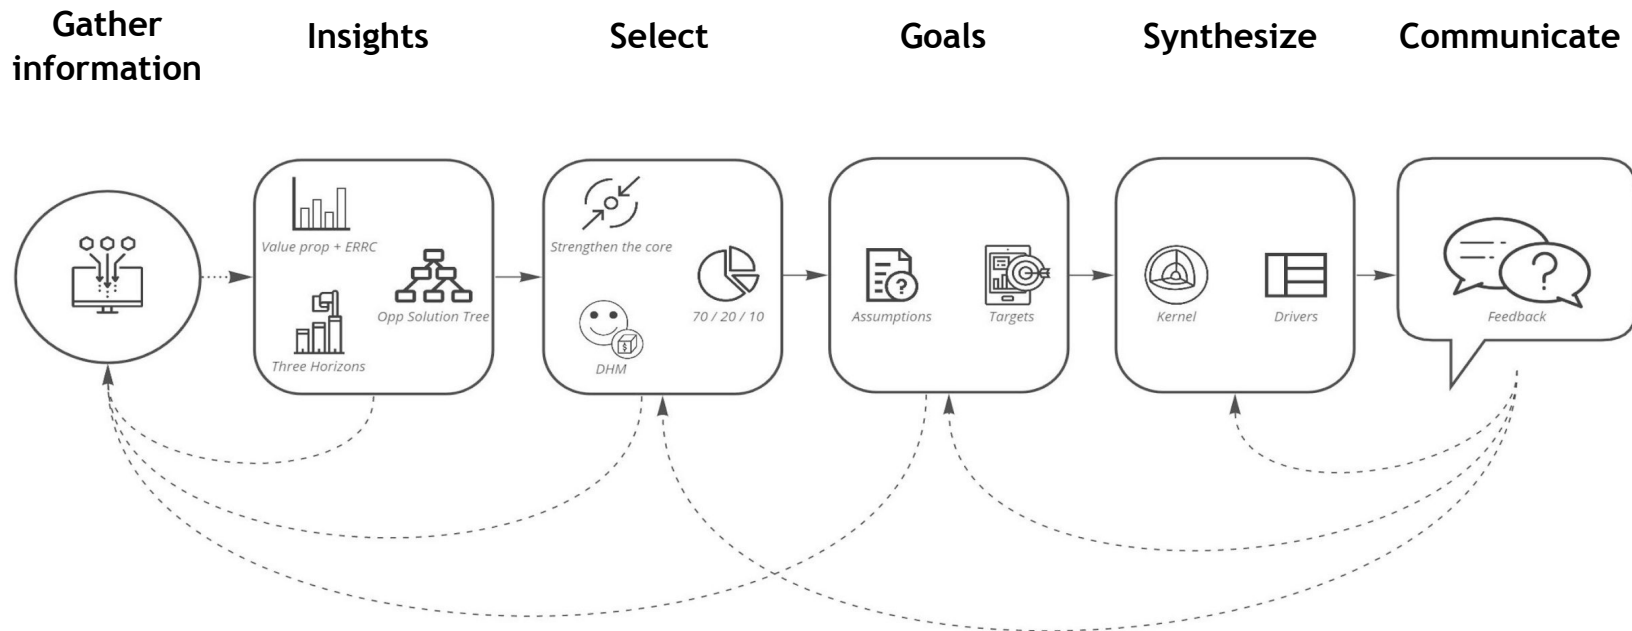 Gather
information
Insights
Select
Goals
Synthesize
Communicate
Value prop + ERRC
Opp Solution Tree
Three Horizons
Strengthen the core
70 / 20 / 10
DHM
$
?
Assumptions
Targets
Kernel
Drivers
?
Feedback